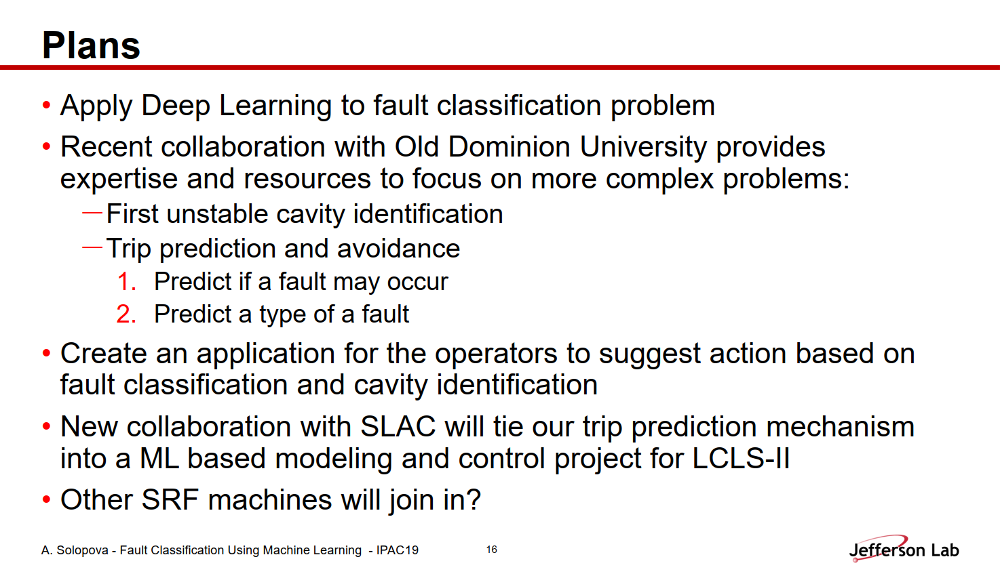 Plans
• Apply Deep Learning to fault classification problem
• Recent collaboration with Old Dominion University provides
expertise and resources to focus on more complex problems:
— First unstable cavity identification
— Trip prediction and avoidance
1. Predict if a fault may occur
2. Predict a type of a fault
• Create an application for the operators to suggest action based on
fault classification and cavity identification
• New collaboration with SLAC will tie our trip prediction mechanism
into a ML based modeling and control project for LCLS-II
• Other SRF machines will join in?
A. Solopova - Fault Classification Using Machine Learning - IPAC19
16
Jefferson Lab